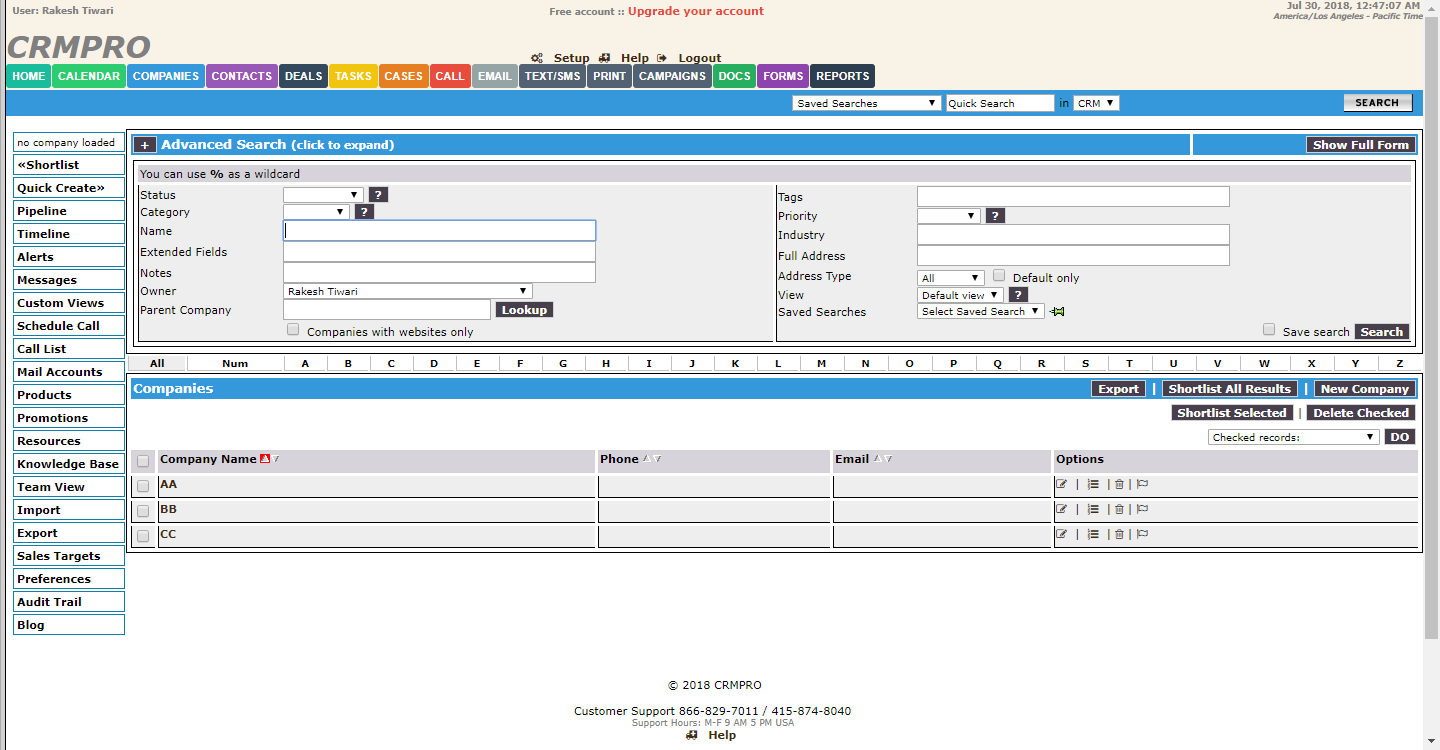 User: Rakesh Tiwari
Free account :: Upgrade your account
Jul 30, 2018, 12:47:07 AM
America/Los Angeles - Pacific Time
CRMPRO
Setup Help Logout
HOME CALENDAR COMPANIES CONTACTS DEALS TASKS CASES CALL EMAIL TEXT/SMS PRINT CAMPAIGNS DOCS FORMS REPORTS
Saved Searches Quick Search in CRM SEARCH
no company loaded
«Shortlist
Quick Create»
Pipeline
Timeline
Alerts
Messages
Custom Views
Schedule Call
Call List
Mail Accounts
Products
Promotions
Resources
Knowledge Base
Team View
Import
Export
Sales Targets
Preferences
Audit Trail
Blog
+ Advanced Search (click to expand) Show Full Form
You can use % as a wildcard
Status ?
Category ?
Name
Extended Fields
Notes
Owner Rakesh Tiwari
Parent Company Lookup
Companies with websites only
Tags
Priority ?
Industry
Full Address
Address Type All Default only
View Default view ?
Saved Searches Select Saved Search
Save search Search
All Num A B C D E F G H I J K L M N O P Q R S T U V W X Y Z
Companies Export | Shortlist All Results | New Company
Shortlist Selected | Delete Checked
Checked records: DO
Company Name Phone Email Options
AA | | |
BB | | |
CC | | |
© 2018 CRMPRO
Customer Support 866-829-7011 / 415-874-8040
Support Hours: M-F 9 AM 5 PM USA
Help